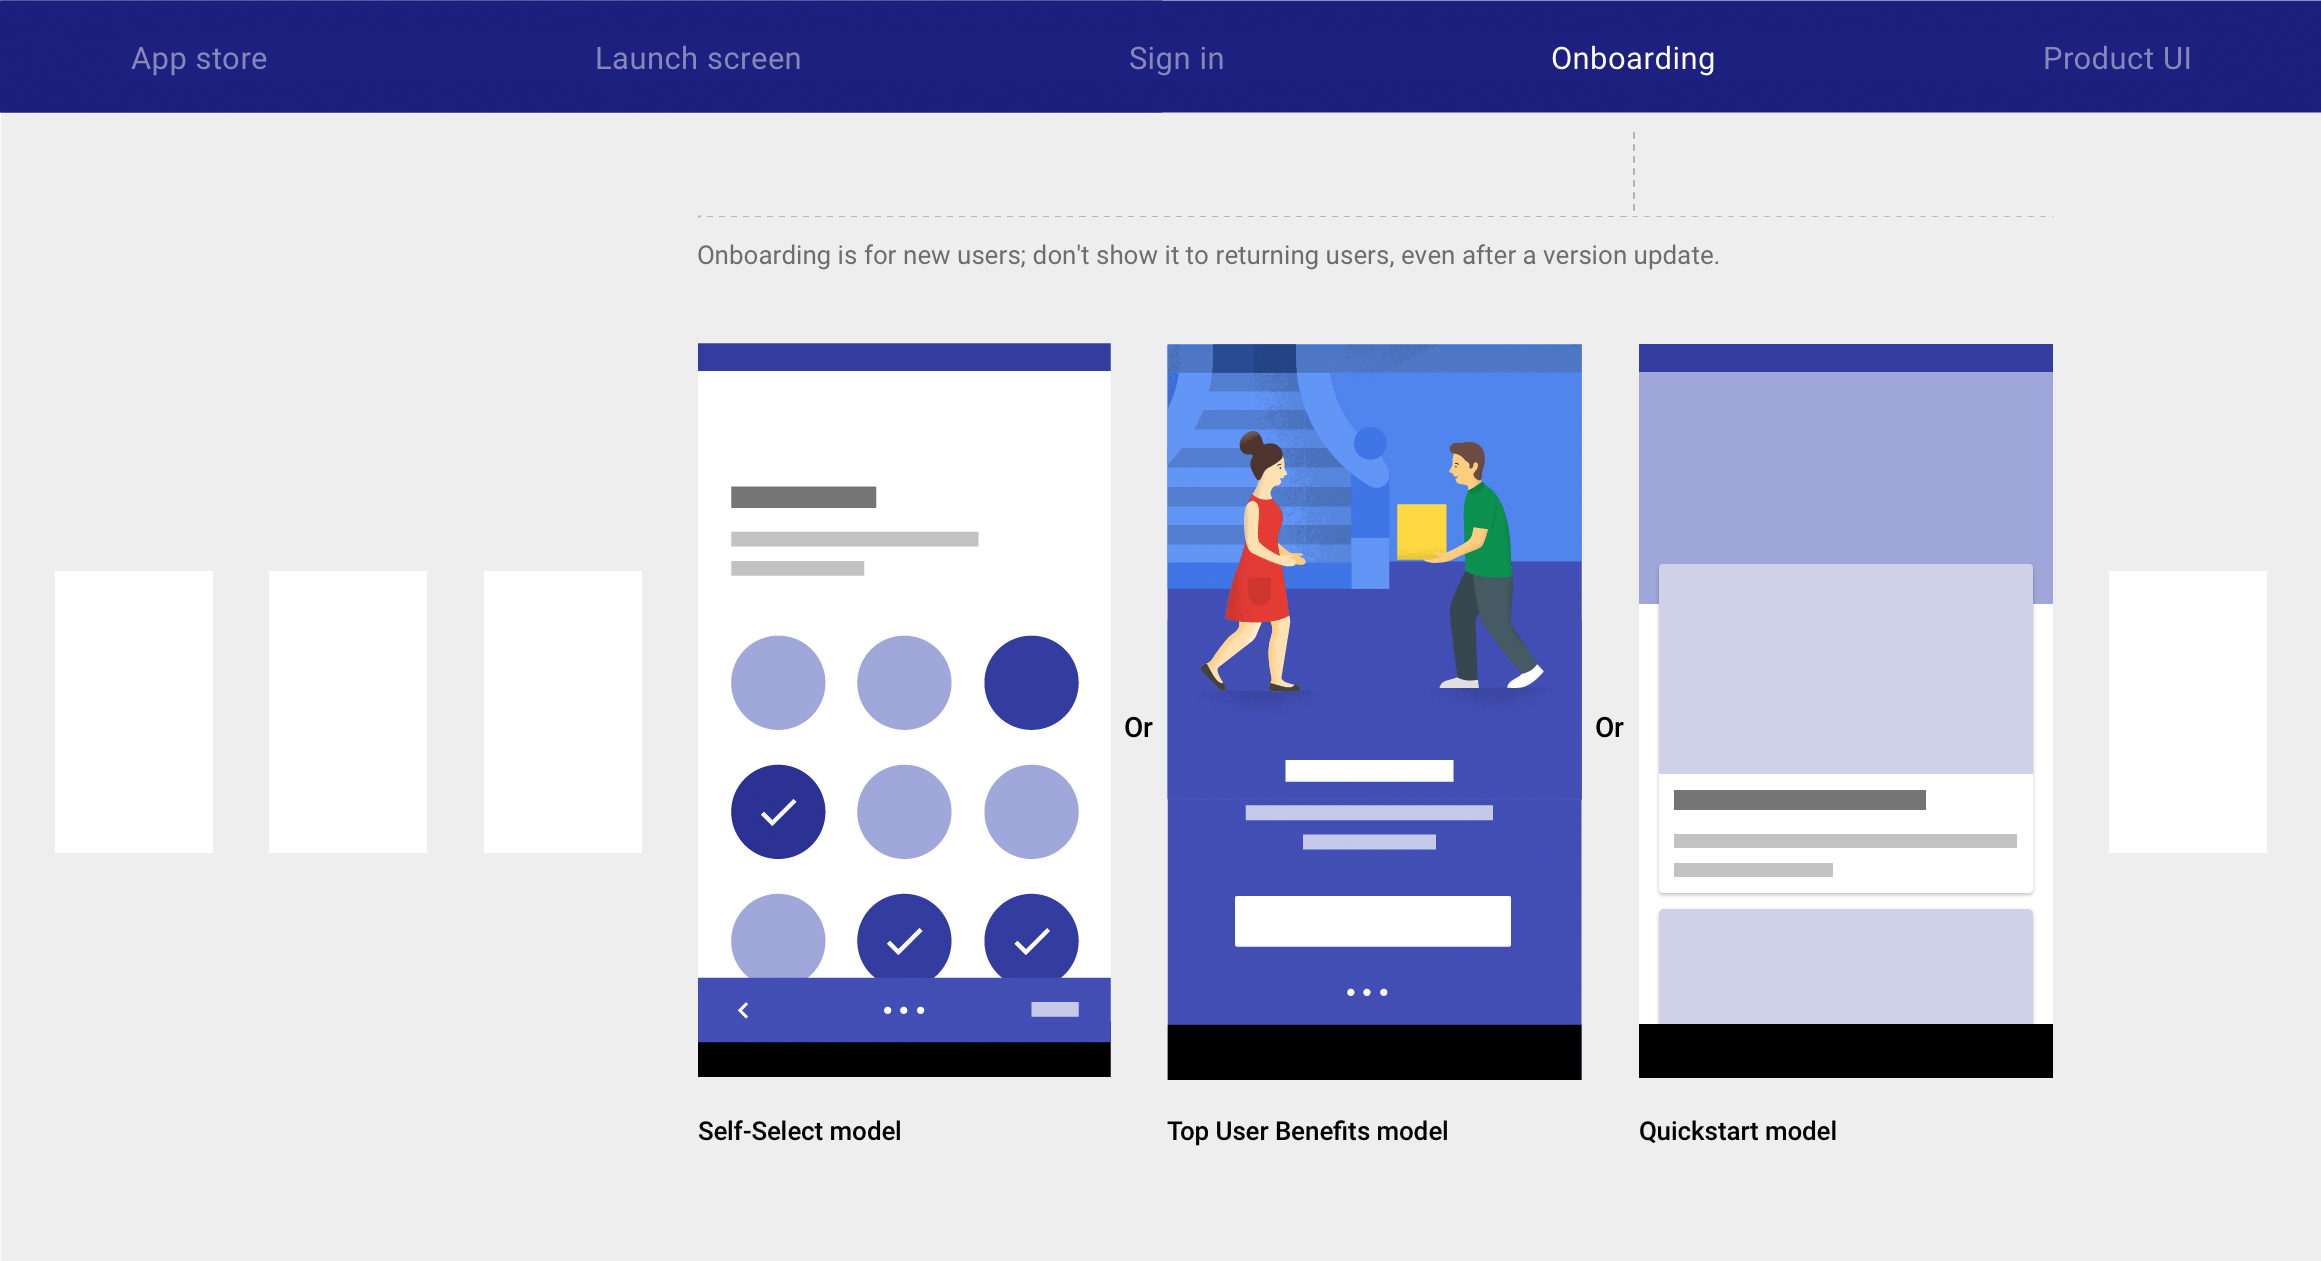 App store
Launch screen
Sign in
Onboarding
Product UI
Onboarding is for new users; don't show it to returning users, even after a version update.
Or
Or
Self-Select model
Top User Benefits model
Quickstart model